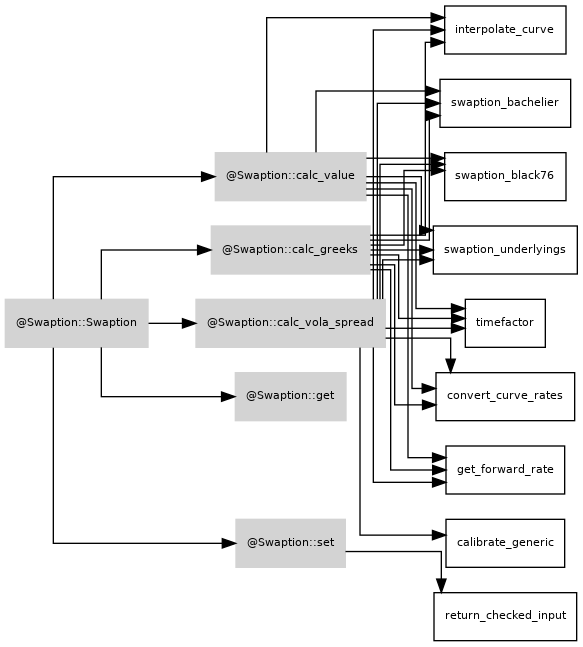 interpolate_curve
swaption_bachelier
@Swaption::calc_value
swaption_black76
@Swaption::calc_greeks
swaption_underlyings
@Swaption::Swaption
@Swaption::calc_vola_spread
timefactor
@Swaption::get
convert_curve_rates
get_forward_rate
@Swaption::set
calibrate_generic
return_checked_input